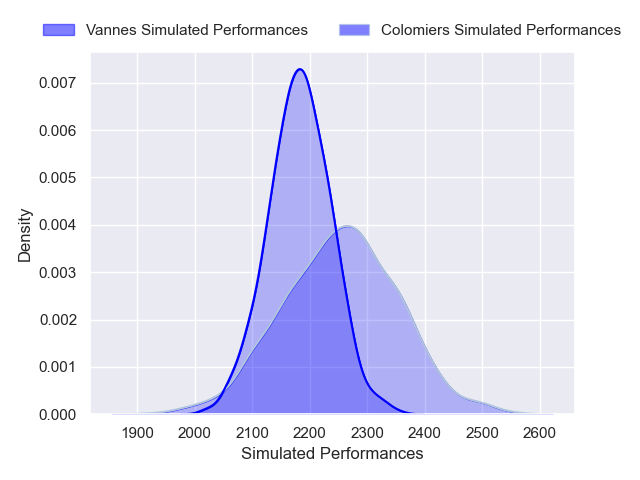 Vannes Simulated Performances
Colomiers Simulated Performances
0.007
0.006
0.005
0.004
0.003
0.002
0.001
0.000
Density
1900 2000 2100 2200 2300 2400 2500 2600
Simulated Performances